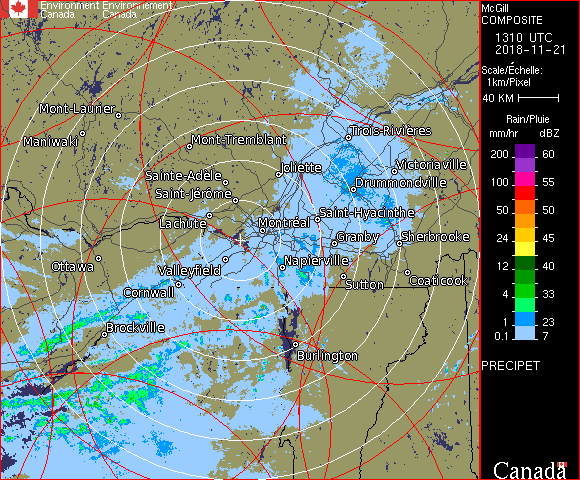 Environment Environnement
Canada Canada
McGill
COMPOSITE
1310 UTC
2018-11-21
Scale/Échelle:
1km/Pixel
40 KM
Rain/Pluie
mm/hr dBZ
200 60
150 57
100 55
50 50
24 45
12 40
4 33
1 23
0.1 7
PRECIPET
Canada
Mont-Laurier
Maniwaki
Mont-Tremblant
Trois-Rivières
Joliette
Victoriaville
Sainte-Adèle
Drummondville
Saint-Jérôme
Lachute
Montréal
Saint-Hyacinthe
Granby
Sherbrooke
Ottawa
Valleyfield
Napierville
Sutton
Coaticook
Cornwall
Brockville
Burlington